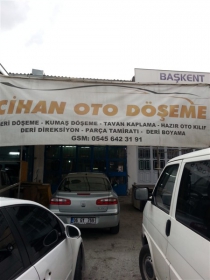 BAŞKENT
CİHAN OTO DÖŞEME
DERİ DÖŞEME - KUMAŞ DÖŞEME - TAVAN KAPLAMA - HAZIR OTO KILIF
DERİ DİREKSİYON - PARÇA TAMİRATI - DERİ BOYAMA
GSM: 0545 642 31 91